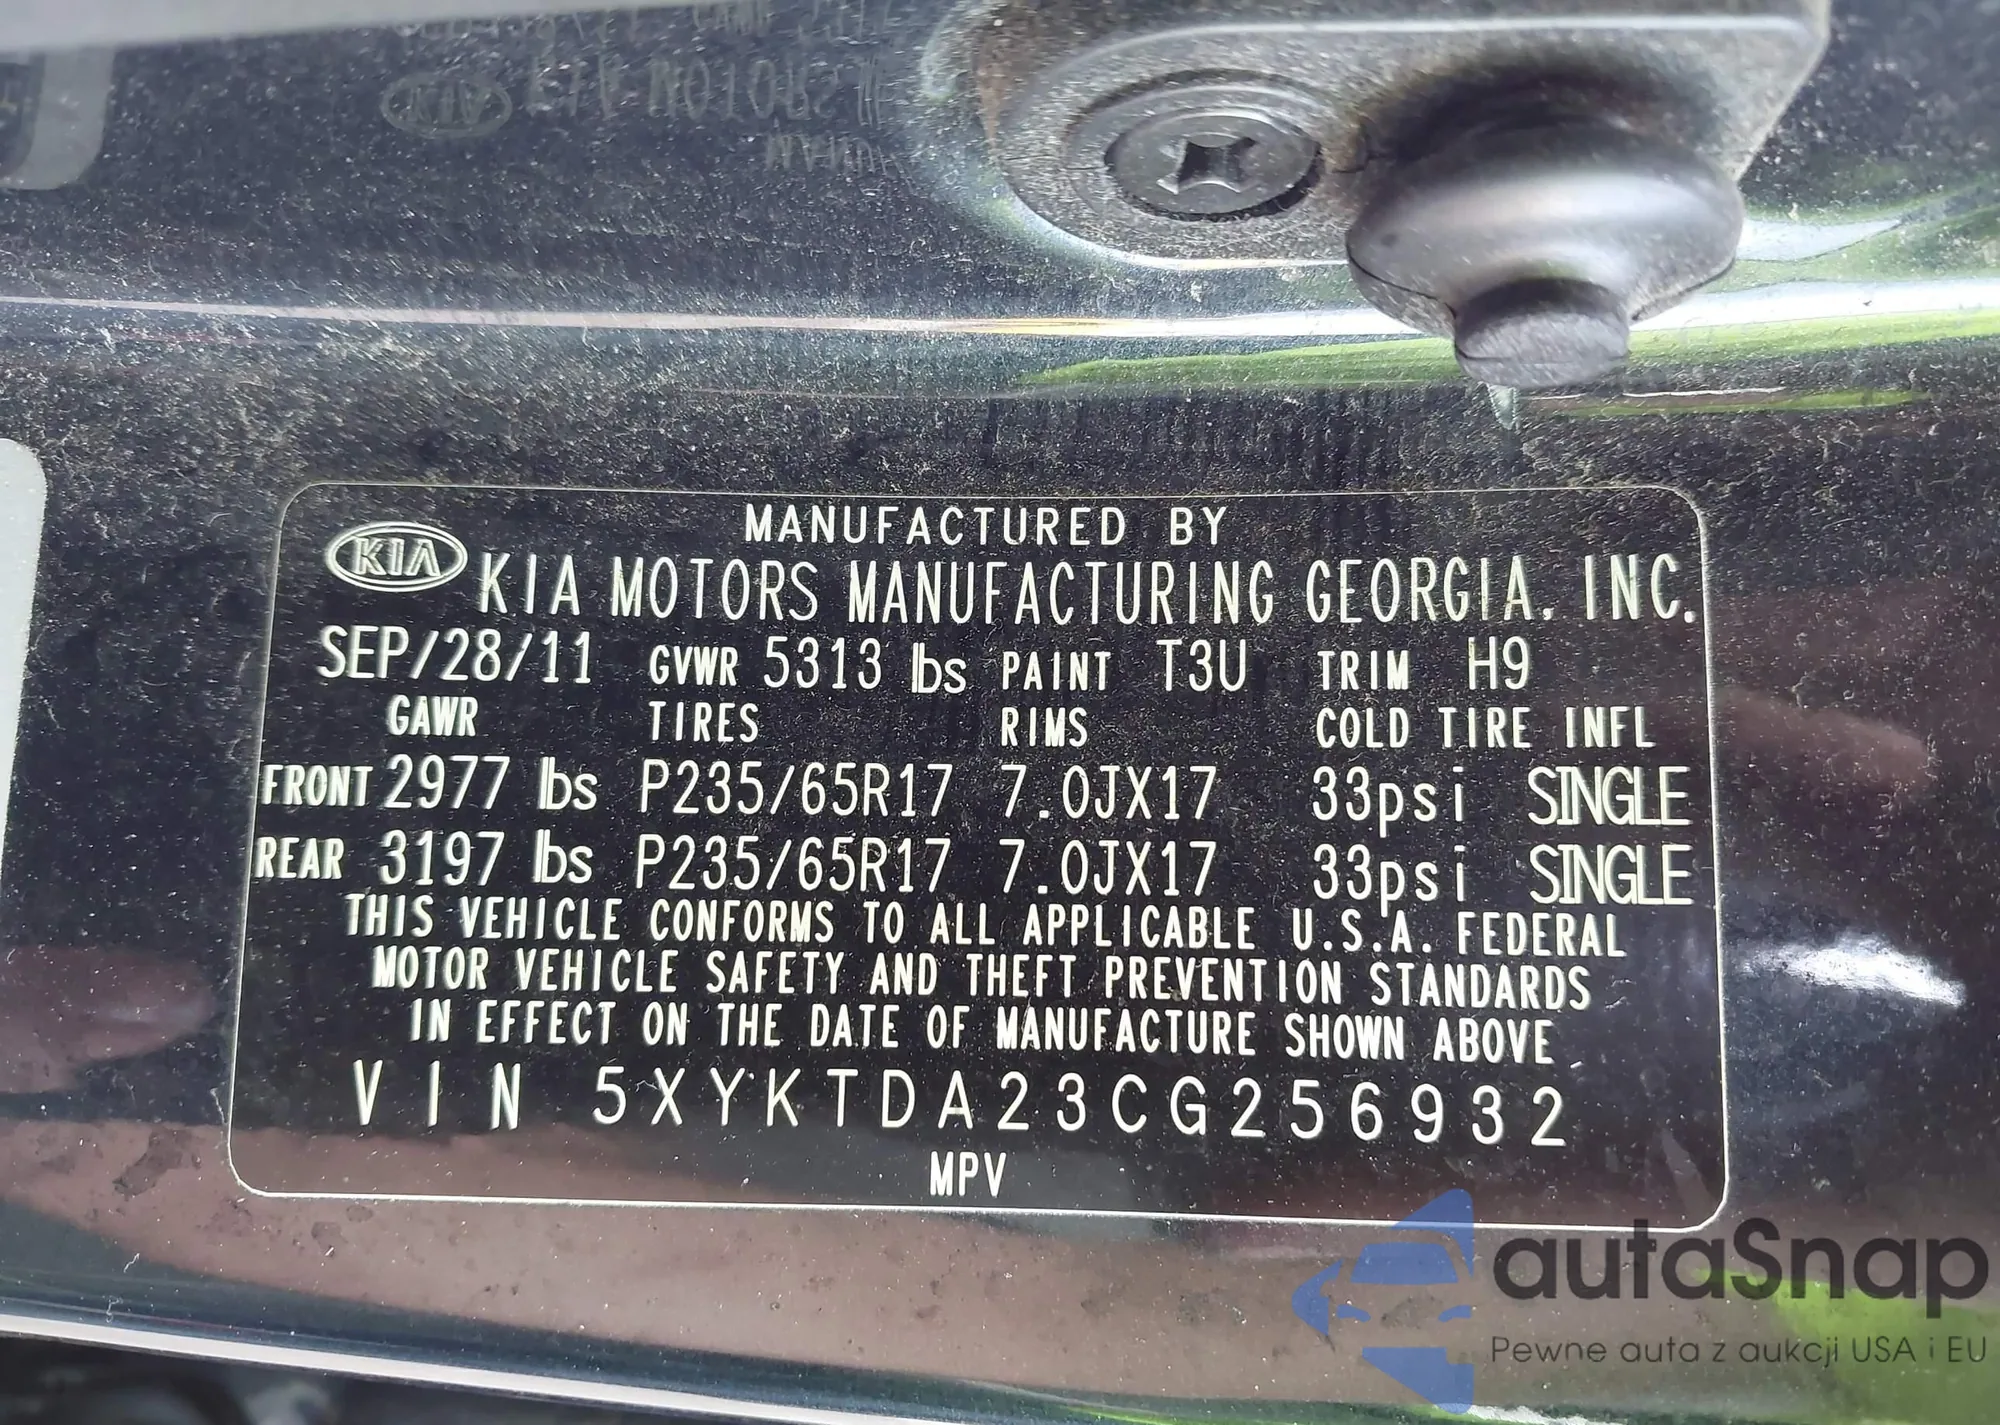 MANUFACTURED BY
KIA KIA MOTORS MANUFACTURING GEORGIA, INC.
SEP/28/11 GVWR 5313 lbs PAINT T3U TRIM H9
GAWR TIRES RIMS COLD TIRE INFL
FRONT 2977 lbs P235/65R17 7.0JX17 33psi SINGLE
REAR 3197 lbs P235/65R17 7.0JX17 33psi SINGLE
THIS VEHICLE CONFORMS TO ALL APPLICABLE U.S.A. FEDERAL
MOTOR VEHICLE SAFETY AND THEFT PREVENTION STANDARDS
IN EFFECT ON THE DATE OF MANUFACTURE SHOWN ABOVE
VIN 5XYKTDA23CG256932
MPV
autaSnap
Pewne auta z aukcji USA i EU